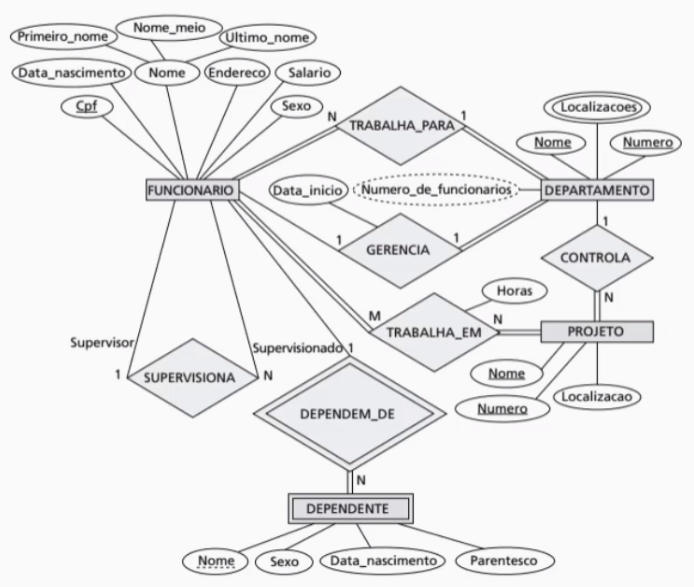 Nome_meio
Primeiro_nome
Ultimo_nome
Data_nascimento
Nome
Endereco
Salario
Cpf
Sexo
N
TRABALHA_PARA
1
Localizacoes
Nome
Numero
FUNCIONARIO
Data_inicio
Numero_de_funcionarios
DEPARTAMENTO
1
GERENCIA
1
1
CONTROLA
N
Horas
M
TRABALHA_EM
N
PROJETO
Supervisor
Supervisionado
1
1
SUPERVISIONA
N
Nome
Numero
Localizacao
DEPENDEM_DE
N
DEPENDENTE
Nome
Sexo
Data_nascimento
Parentesco